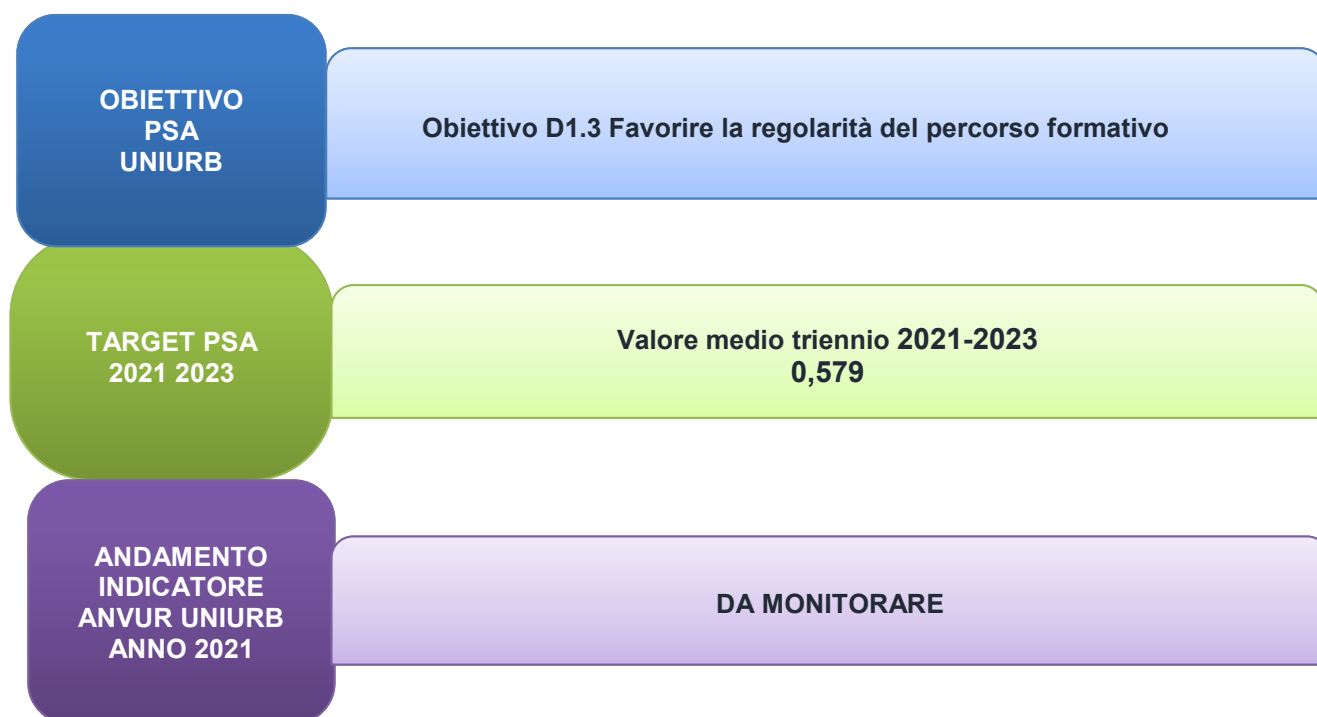 OBIETTIVO
PSA
UNIURB
Obiettivo D1.3 Favorire la regolarità del percorso formativo
TARGET PSA
2021 2023
Valore medio triennio 2021-2023
0,579
ANDAMENTO
INDICATORE
ANVUR UNIURB
ANNO 2021
DA MONITORARE